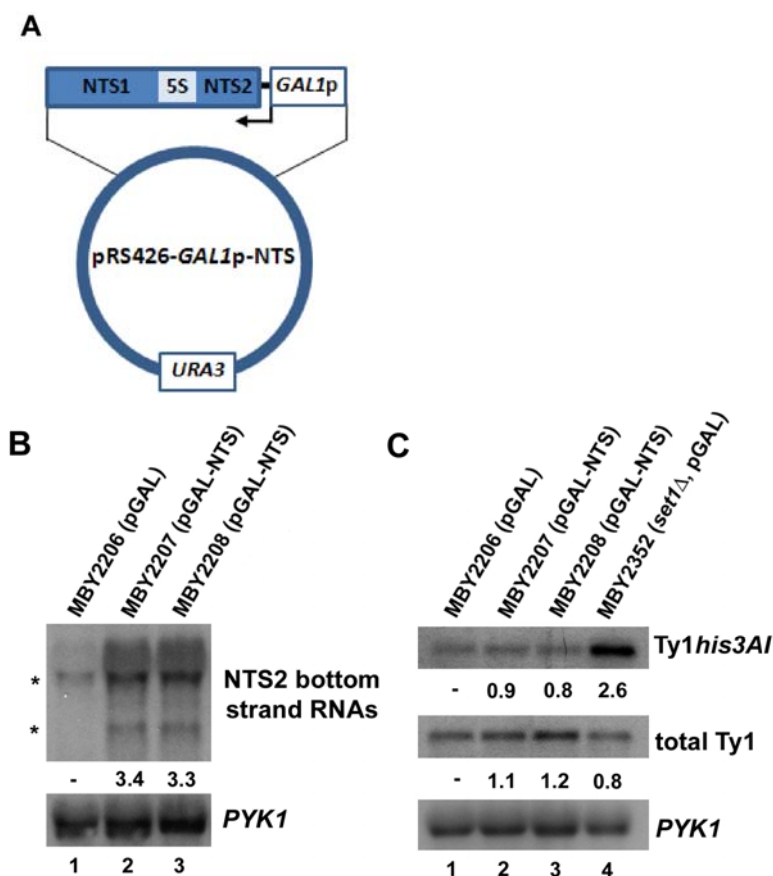 A
NTS1 5S NTS2 GAL1p
pRS426-GAL1p-NTS
URA3
B
MBY2206 (pGAL)
MBY2207 (pGAL-NTS)
MBY2208 (pGAL-NTS)
*
*
NTS2 bottom
strand RNAs
- 3.4 3.3
PYK1
1 2 3
C
MBY2206 (pGAL)
MBY2207 (pGAL-NTS)
MBY2208 (pGAL-NTS)
MBY2352 (set1Δ, pGAL)
Ty1his3AI
- 0.9 0.8 2.6
total Ty1
- 1.1 1.2 0.8
PYK1
1 2 3 4